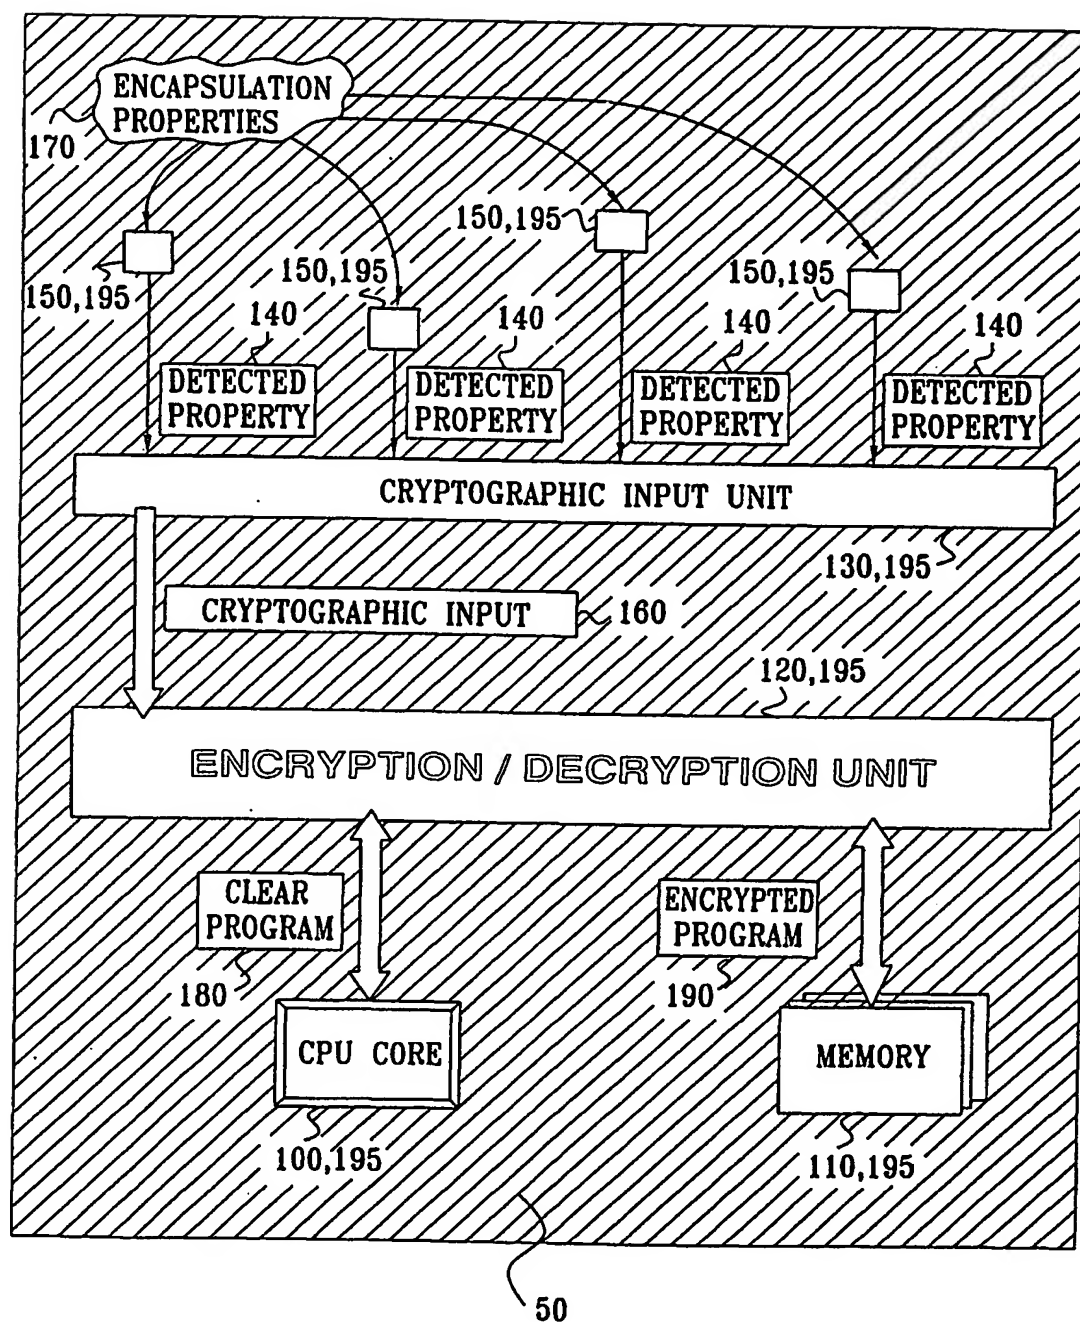 ENCAPSULATION
PROPERTIES
170
150,195
150,195
150,195
150,195
140
140
140
140
DETECTED
PROPERTY
DETECTED
PROPERTY
DETECTED
PROPERTY
DETECTED
PROPERTY
CRYPTOGRAPHIC INPUT UNIT
130,195
CRYPTOGRAPHIC INPUT
160
120,195
ENCRYPTION / DECRYPTION UNIT
CLEAR
PROGRAM
180
ENCRYPTED
PROGRAM
190
CPU CORE
100,195
MEMORY
110,195
50